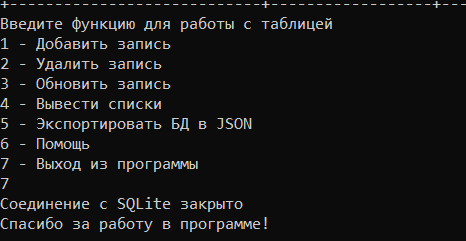 Введите функцию для работы с таблицей
1 - Добавить запись
2 - Удалить запись
3 - Обновить запись
4 - Вывести списки
5 - Экспортировать БД в JSON
6 - Помощь
7 - Выход из программы
7
Соединение с SQLite закрыто
Спасибо за работу в программе!